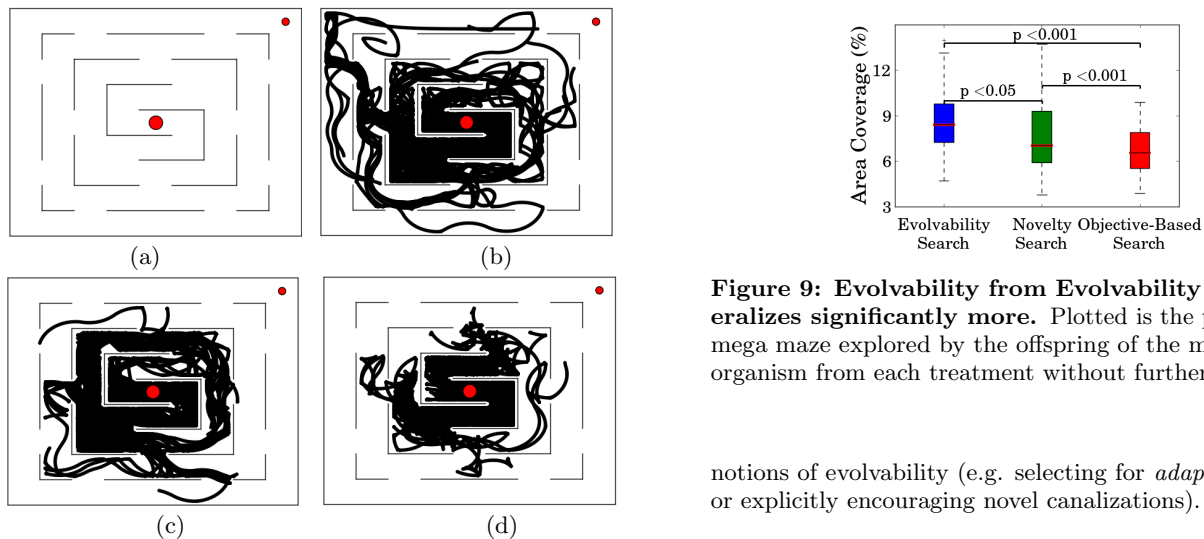 (a)
(b)
(c)
(d)
Area Coverage (%)
12
9
6
3
p <0.001
p <0.05
p <0.001
Evolvability
Search
Novelty
Search
Objective-Based
Search
Figure 9: Evolvability from Evolvability
eralizes significantly more. Plotted is the p
mega maze explored by the offspring of the m
organism from each treatment without further
notions of evolvability (e.g. selecting for adap
or explicitly encouraging novel canalizations).